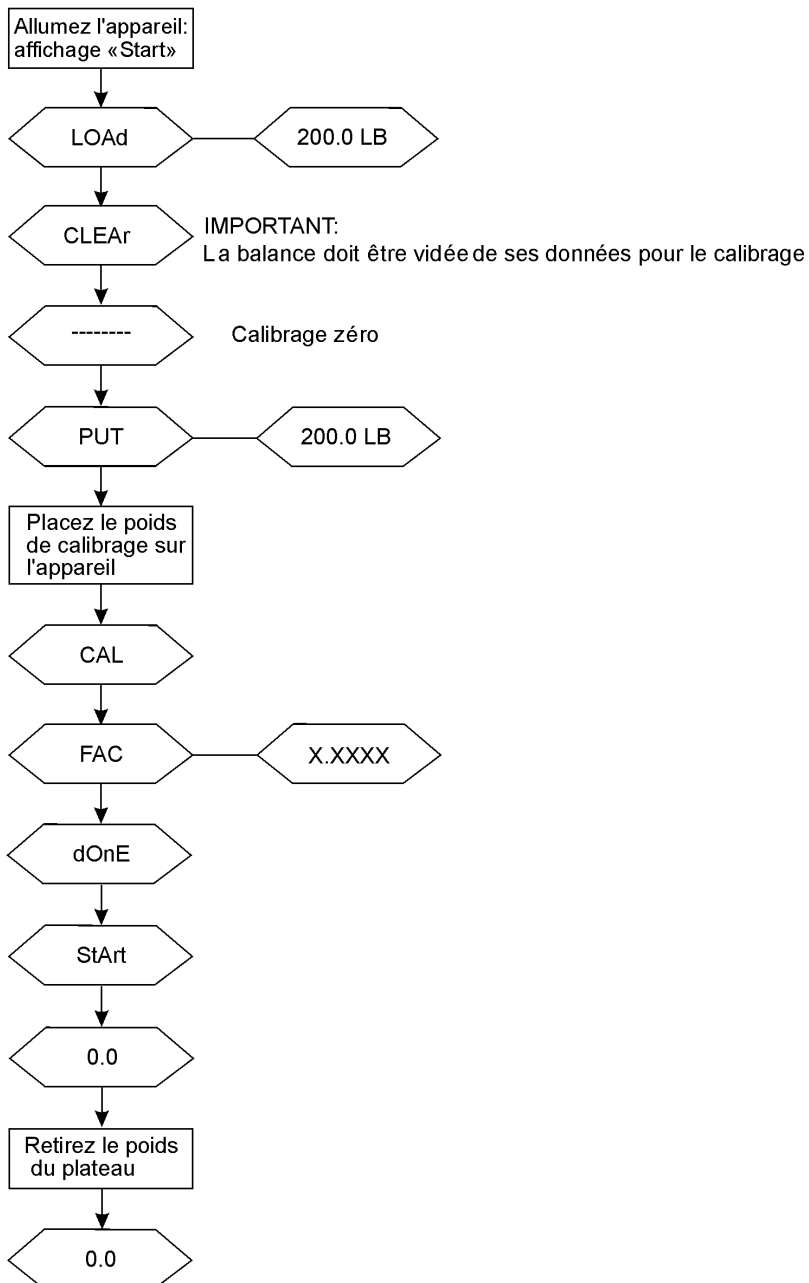 Allumez l'appareil:
affichage «Start»
LOAd
200.0 LB
CLEAr
IMPORTANT:
La balance doit être vidée de ses données pour le calibrage
--------
Calibrage zéro
PUT
200.0 LB
Placez le poids
de calibrage sur
l'appareil
CAL
FAC
X.XXXX
dOnE
StArt
0.0
Retirez le poids
du plateau
0.0